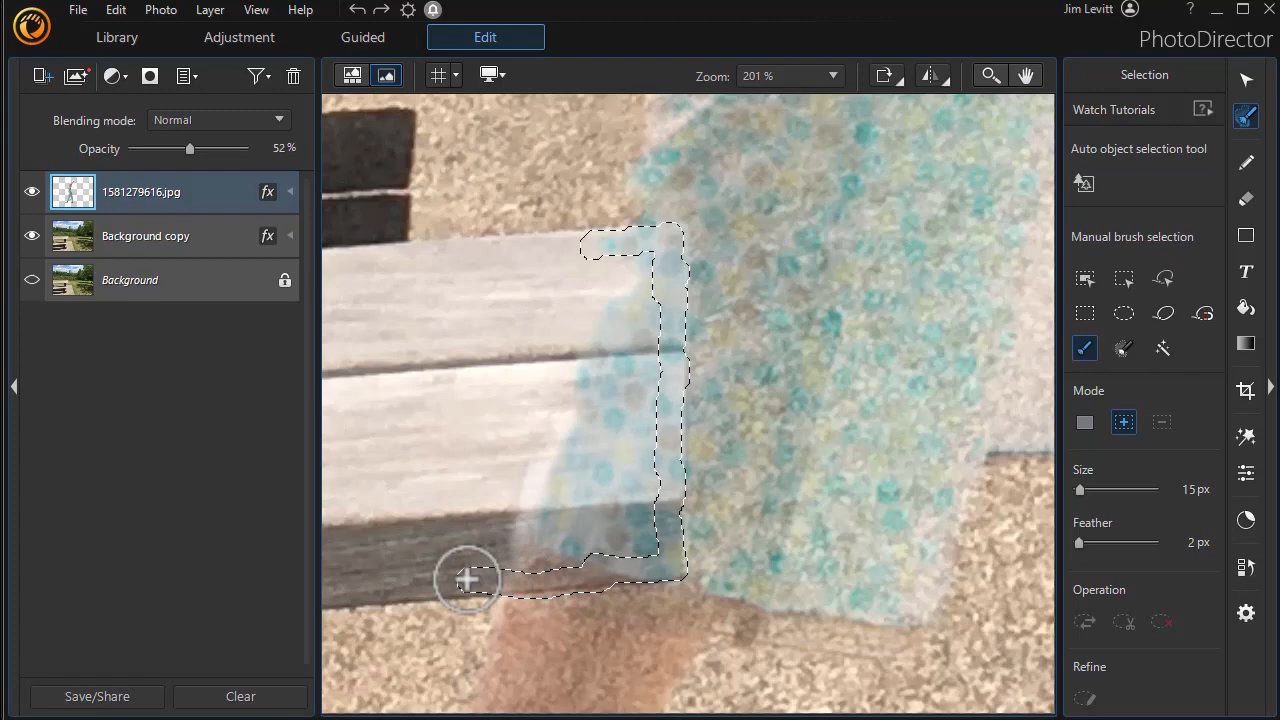 File Edit Photo Layer View Help
Jim Levitt
?
Library Adjustment Guided Edit
PhotoDirector
Zoom: 201 %
Selection
Watch Tutorials
Blending mode: Normal
Opacity 52 %
Auto object selection tool
1581279616.jpg fx
Background copy fx
Background
Manual brush selection
T
Mode
Size
15 px
Feather
2 px
Operation
Refine
Save/Share Clear